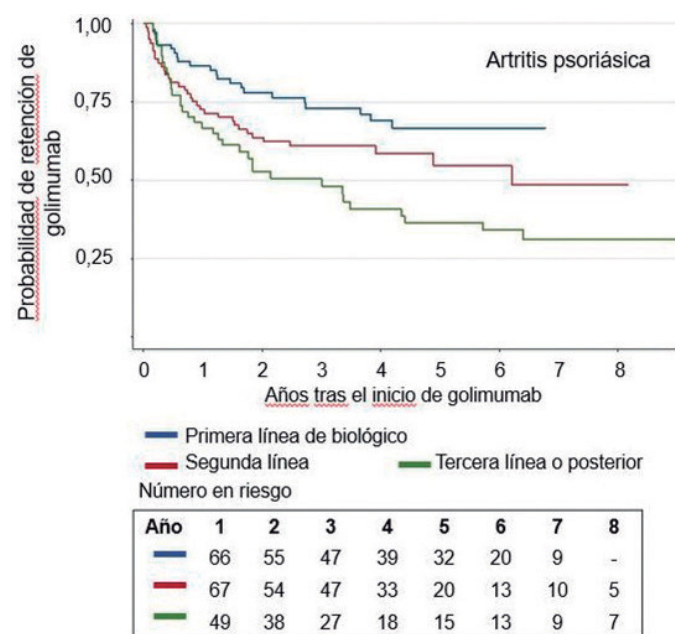 Probabilidad de retención de
golimumab
1,00
0,75
0,50
0,25
Artritis psoriásica
0 1 2 3 4 5 6 7 8
Años tras el inicio de golimumab
Primera línea de biológico
Segunda línea
Tercera línea o posterior
Número en riesgo
Año 1 2 3 4 5 6 7 8
66 55 47 39 32 20 9 -
67 54 47 33 20 13 10 5
49 38 27 18 15 13 9 7